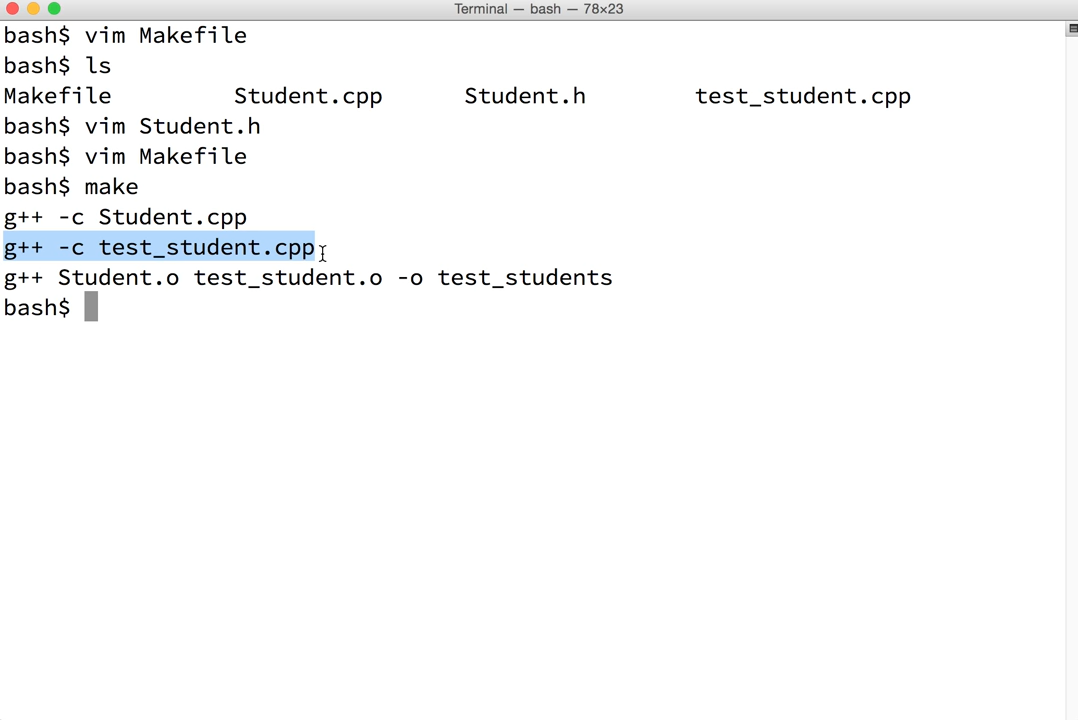 Terminal — bash — 78×23
bash$ vim Makefile
bash$ ls
Makefile Student.cpp Student.h test_student.cpp
bash$ vim Student.h
bash$ vim Makefile
bash$ make
g++ -c Student.cpp
g++ -c test_student.cpp
g++ Student.o test_student.o -o test_students
bash$